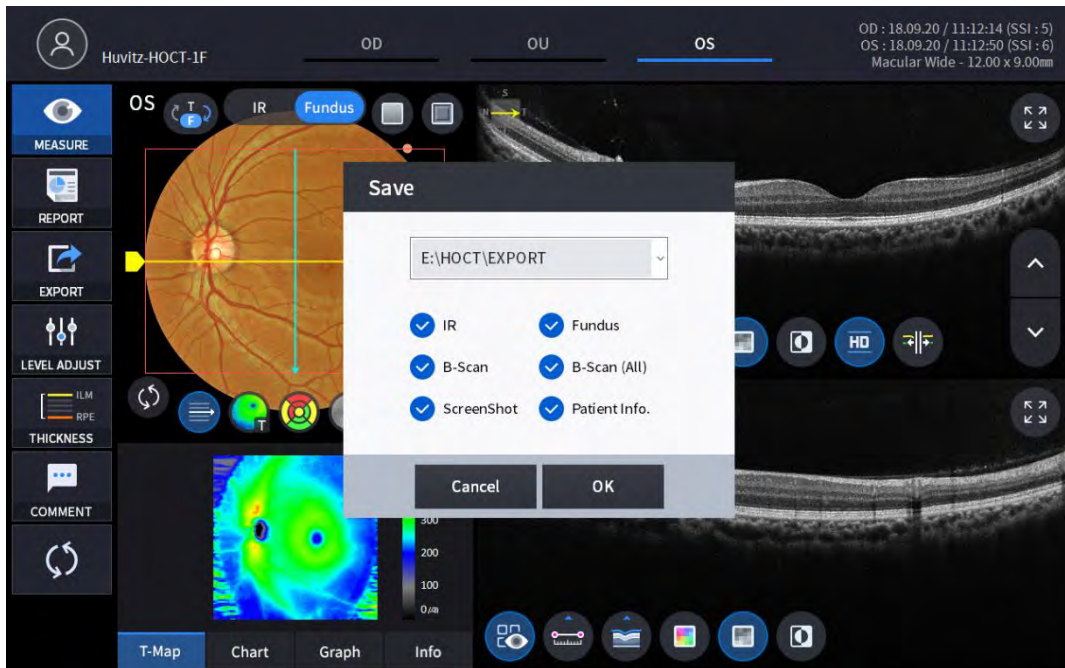 Huvitz-HOCT-1F
OD
OU
OS
OD : 18.09.20 / 11:12:14 (SSI : 5)
OS : 18.09.20 / 11:12:50 (SSI : 6)
Macular Wide - 12.00 x 9.00mm
MEASURE
REPORT
EXPORT
LEVEL ADJUST
ILM
RPE
THICKNESS
COMMENT
OS
T
F
IR
Fundus
S
N
T
I
Save
E:\HOCT\EXPORT
IR
Fundus
B-Scan
B-Scan (All)
ScreenShot
Patient Info.
Cancel
OK
HD
T
300
200
100
0㎛
T-Map
Chart
Graph
Info